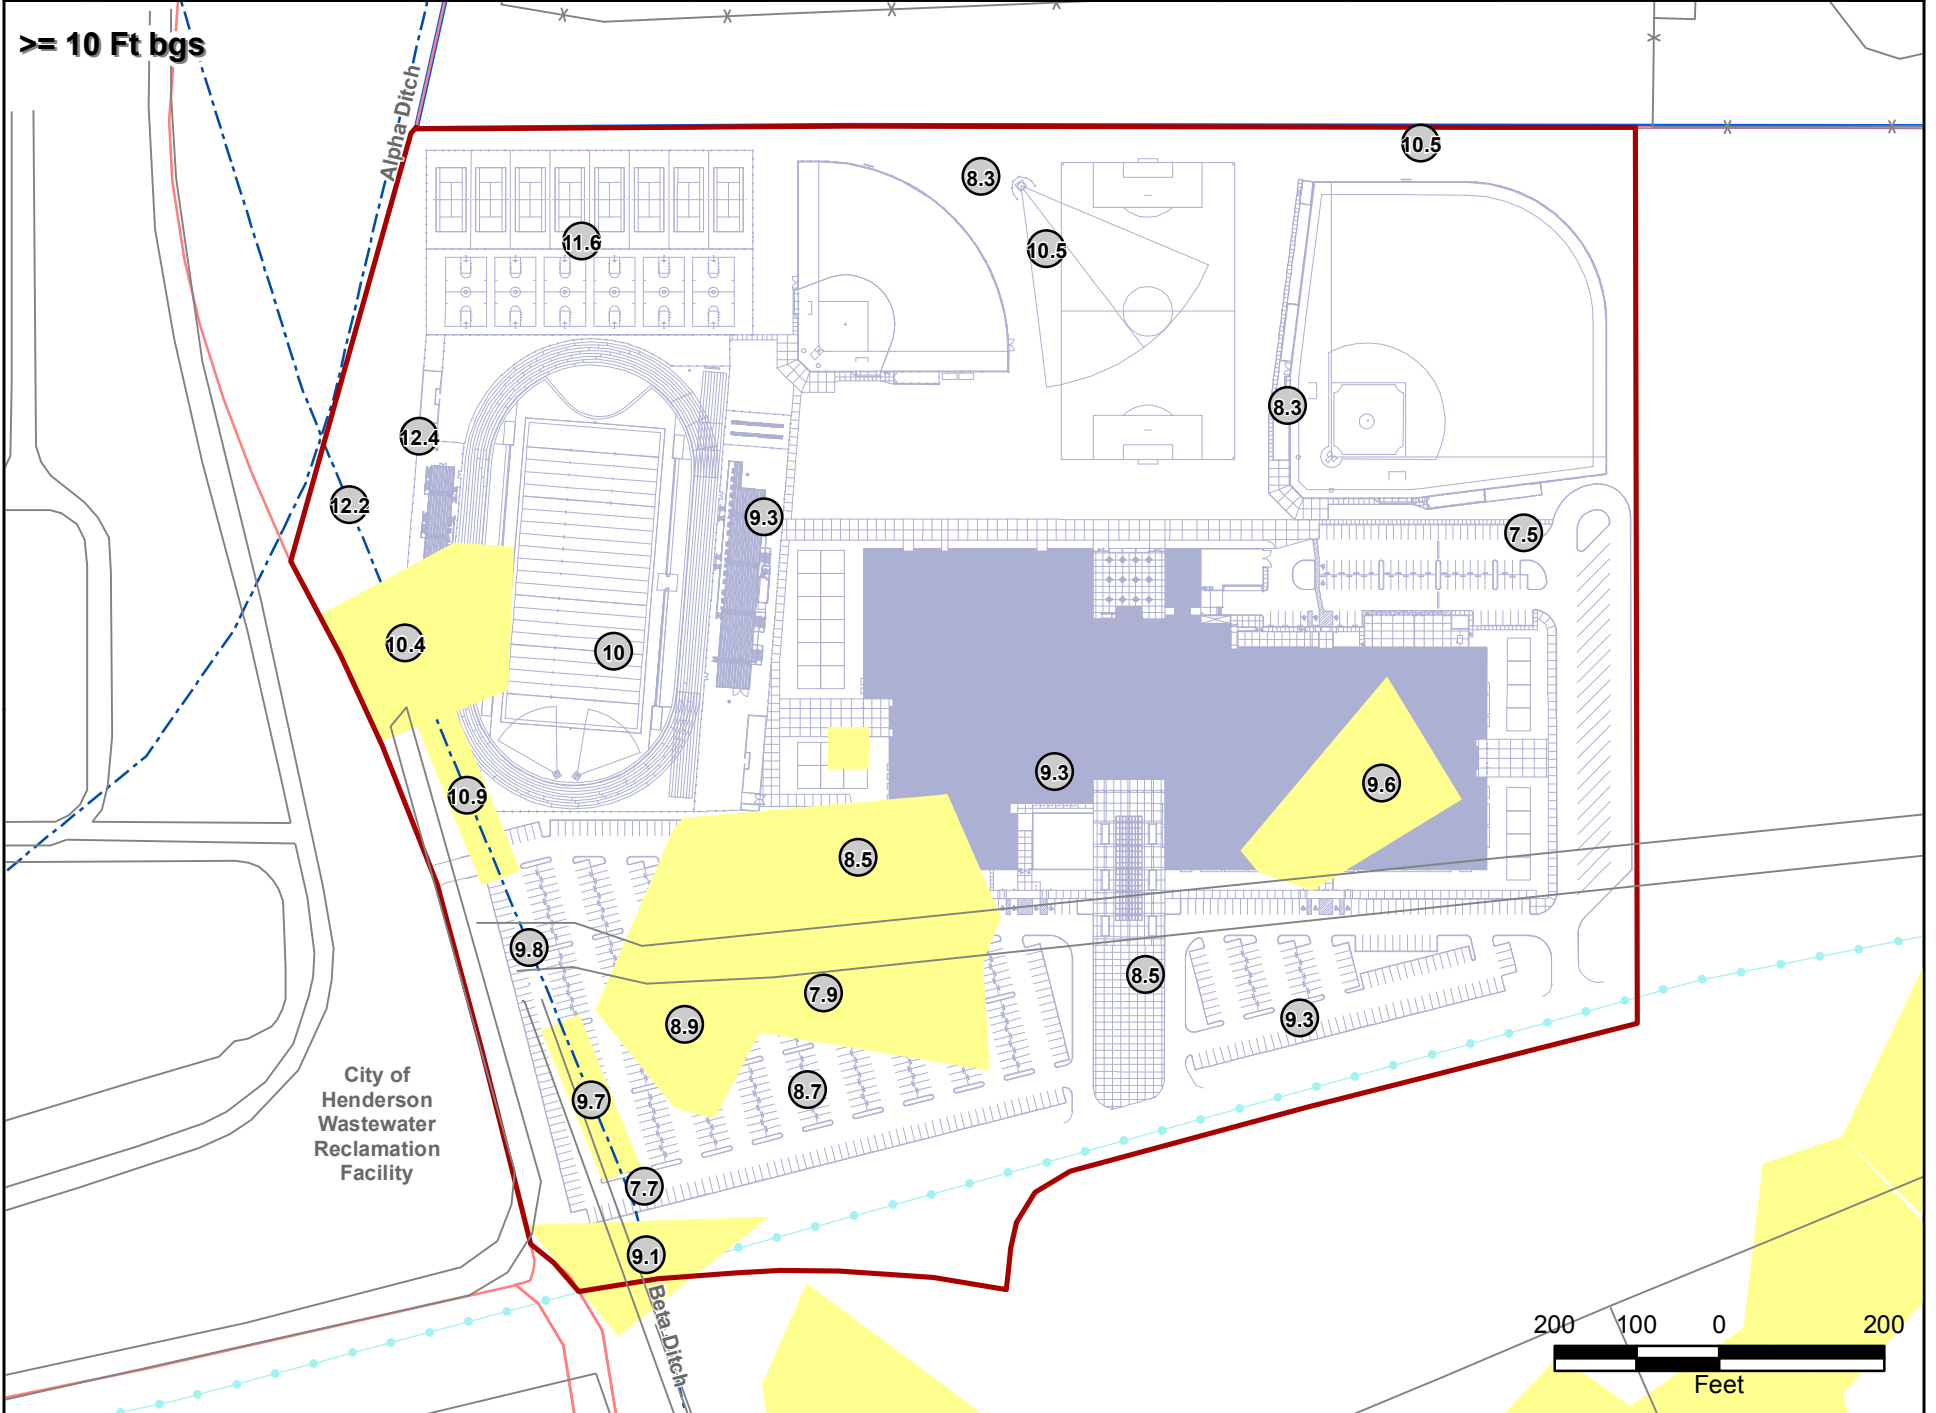 >= 10 Ft bgs
Alpha Ditch
10.5
8.3
11.6
10.5
8.3
12.4
12.2
9.3
7.5
10.4
10
9.3
9.6
10.9
8.5
9.8
8.5
7.9
8.9
9.3
City of
Henderson
Wastewater
Reclamation
Facility
8.7
9.7
7.7
9.1
Beta Ditch
200 100 0 200
Feet